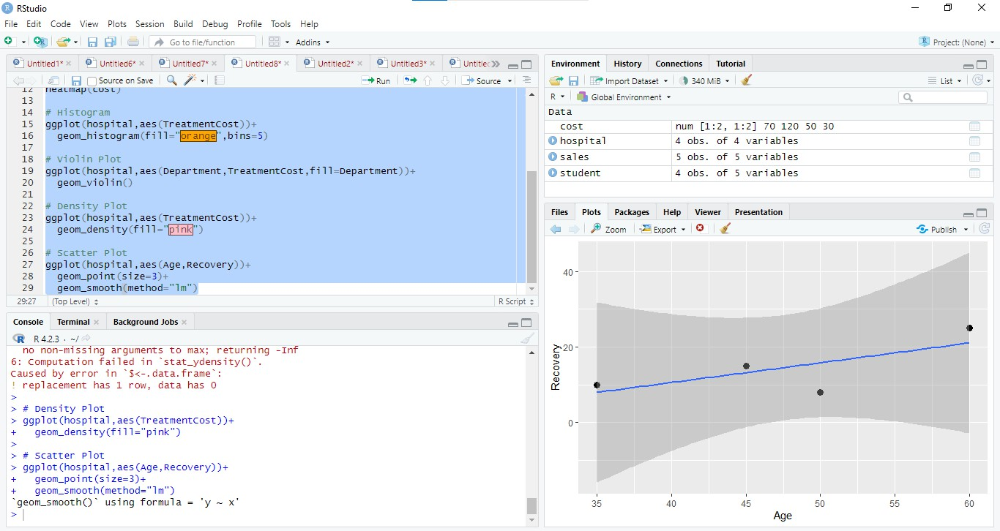 RStudio
File Edit Code View Plots Session Build Debug Profile Tools Help
Go to file/function Addins Project: (None)
Untitled1* Untitled6* Untitled7* Untitled8* Untitled2* Untitled3*
Source on Save Run Source
12 heatmap(cost)
13
14 # Histogram
15 ggplot(hospital,aes(TreatmentCost))+
16 geom_histogram(fill="orange",bins=5)
17
18 # Violin Plot
19 ggplot(hospital,aes(Department,TreatmentCost,fill=Department))+
20 geom_violin()
21
22 # Density Plot
23 ggplot(hospital,aes(TreatmentCost))+
24 geom_density(fill="pink")
25
26 # Scatter Plot
27 ggplot(hospital,aes(Age,Recovery))+
28 geom_point(size=3)+
29 geom_smooth(method="lm")
29:27 (Top Level) R Script
Console Terminal Background Jobs
R 4.2.3 · ~/
no non-missing arguments to max; returning -Inf
6: Computation failed in `stat_ydensity()`.
Caused by error in `$<-.data.frame`:
! replacement has 1 row, data has 0
>
> # Density Plot
> ggplot(hospital,aes(TreatmentCost))+
+ geom_density(fill="pink")
>
> # Scatter Plot
> ggplot(hospital,aes(Age,Recovery))+
+ geom_point(size=3)+
+ geom_smooth(method="lm")
`geom_smooth()` using formula = 'y ~ x'
>
Environment History Connections Tutorial
Import Dataset 340 MiB List
R Global Environment
Data
cost num [1:2, 1:2] 70 120 50 30
hospital 4 obs. of 4 variables
sales 5 obs. of 5 variables
student 4 obs. of 5 variables
Files Plots Packages Help Viewer Presentation
Zoom Export Publish
40
20
0
Recovery
35 40 45 50 55 60
Age